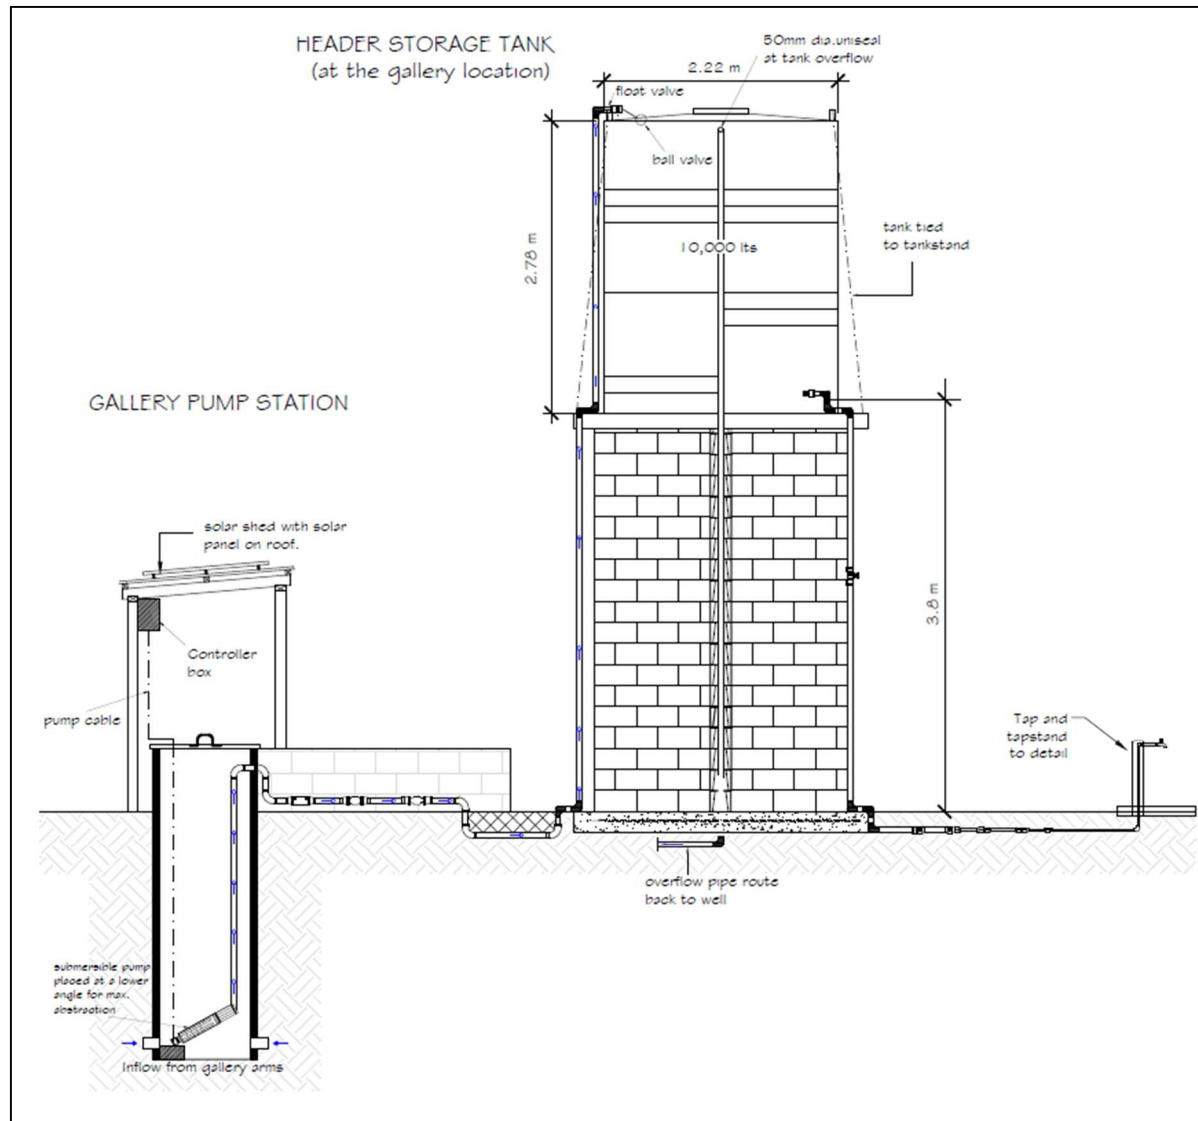 HEADER STORAGE TANK
(at the gallery location)
50mm dia.uniseal
at tank overflow
2.22 m
float valve
ball valve
2.78 m
10,000 lts
tank tied
to tankstand
GALLERY PUMP STATION
solar shed with solar
panel on roof.
Controller
box
pump cable
3.8 m
Tap and
tapstand
to detail
overflow pipe route
back to well
submersible pump
placed at a lower
angle for max.
abstraction
Inflow from gallery arms